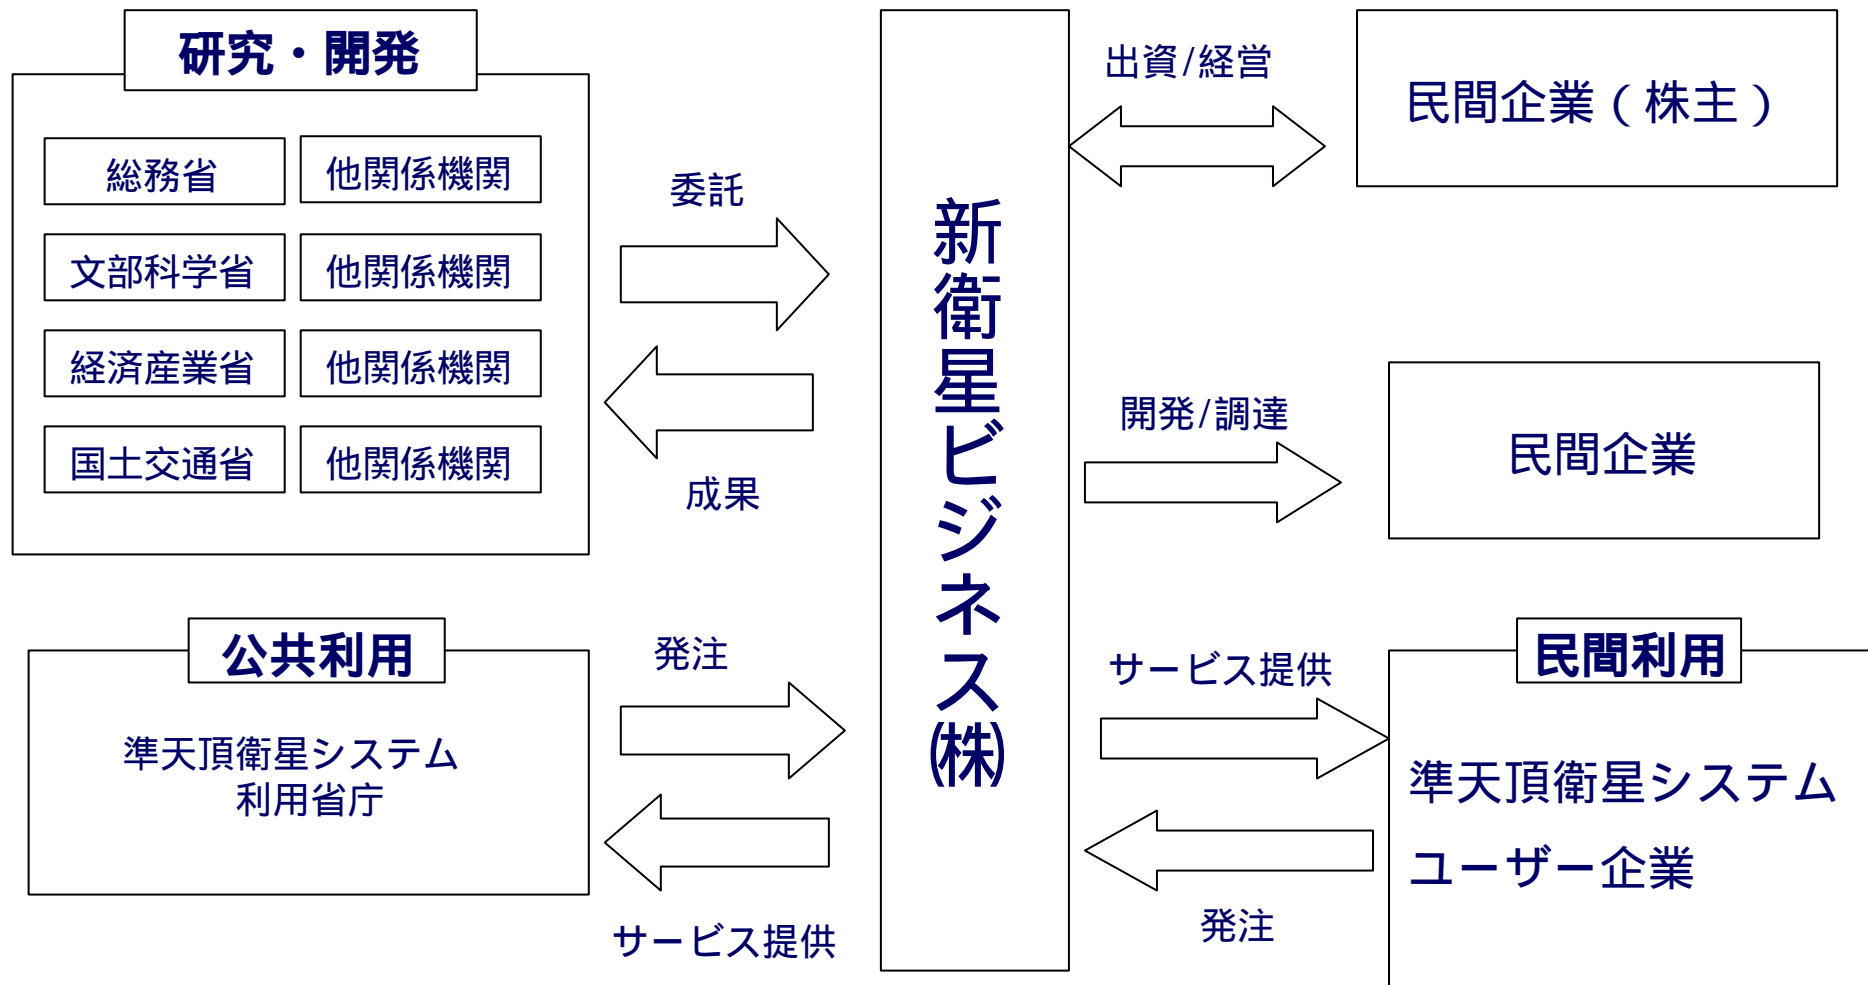 研究・開発
総務省
他関係機関
文部科学省
他関係機関
経済産業省
他関係機関
国土交通省
他関係機関
委託
成果
公共利用
準天頂衛星システム
利用省庁
発注
サービス提供
新衛星ビジネス㈱
出資/経営
民間企業(株主)
開発/調達
民間企業
サービス提供
発注
民間利用
準天頂衛星システム
ユーザー企業